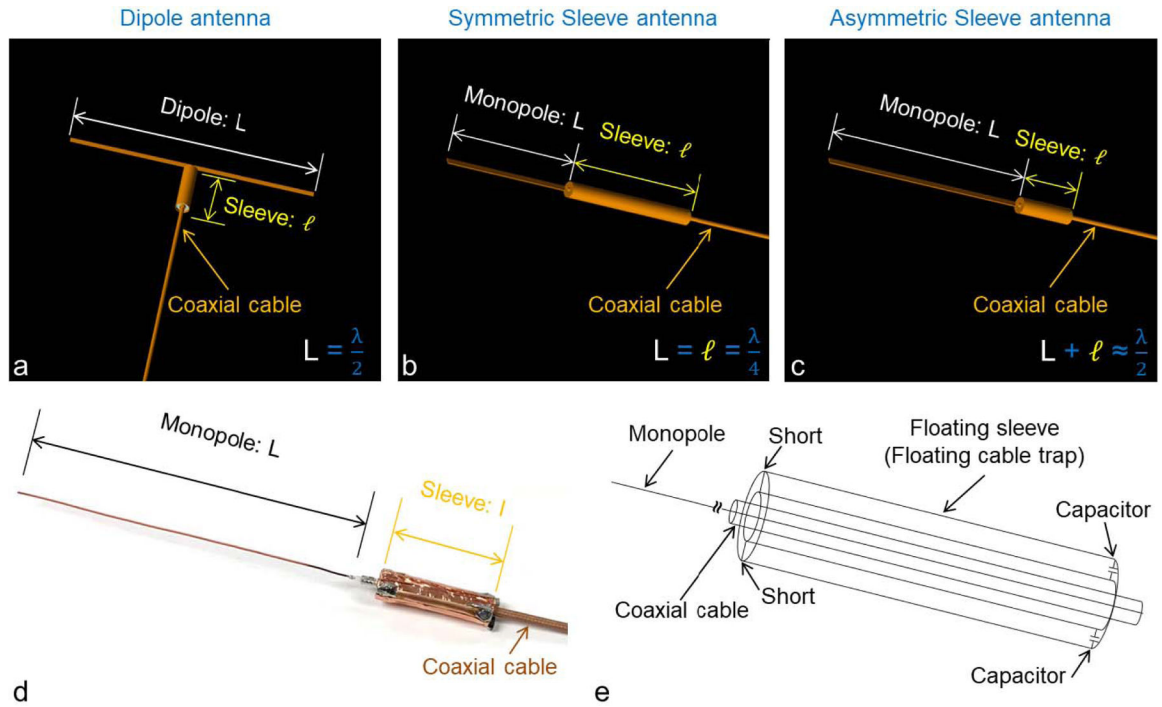 Dipole antenna
Symmetric Sleeve antenna
Asymmetric Sleeve antenna
Dipole: L
Sleeve: ℓ
Coaxial cable
L = λ/2
a
Monopole: L
Sleeve: ℓ
Coaxial cable
L = ℓ = λ/4
b
Monopole: L
Sleeve: ℓ
Coaxial cable
L + ℓ ≈ λ/2
c
Monopole: L
Sleeve: l
Coaxial cable
d
Monopole
Short
Floating sleeve
(Floating cable trap)
Capacitor
Coaxial cable
Short
Capacitor
e